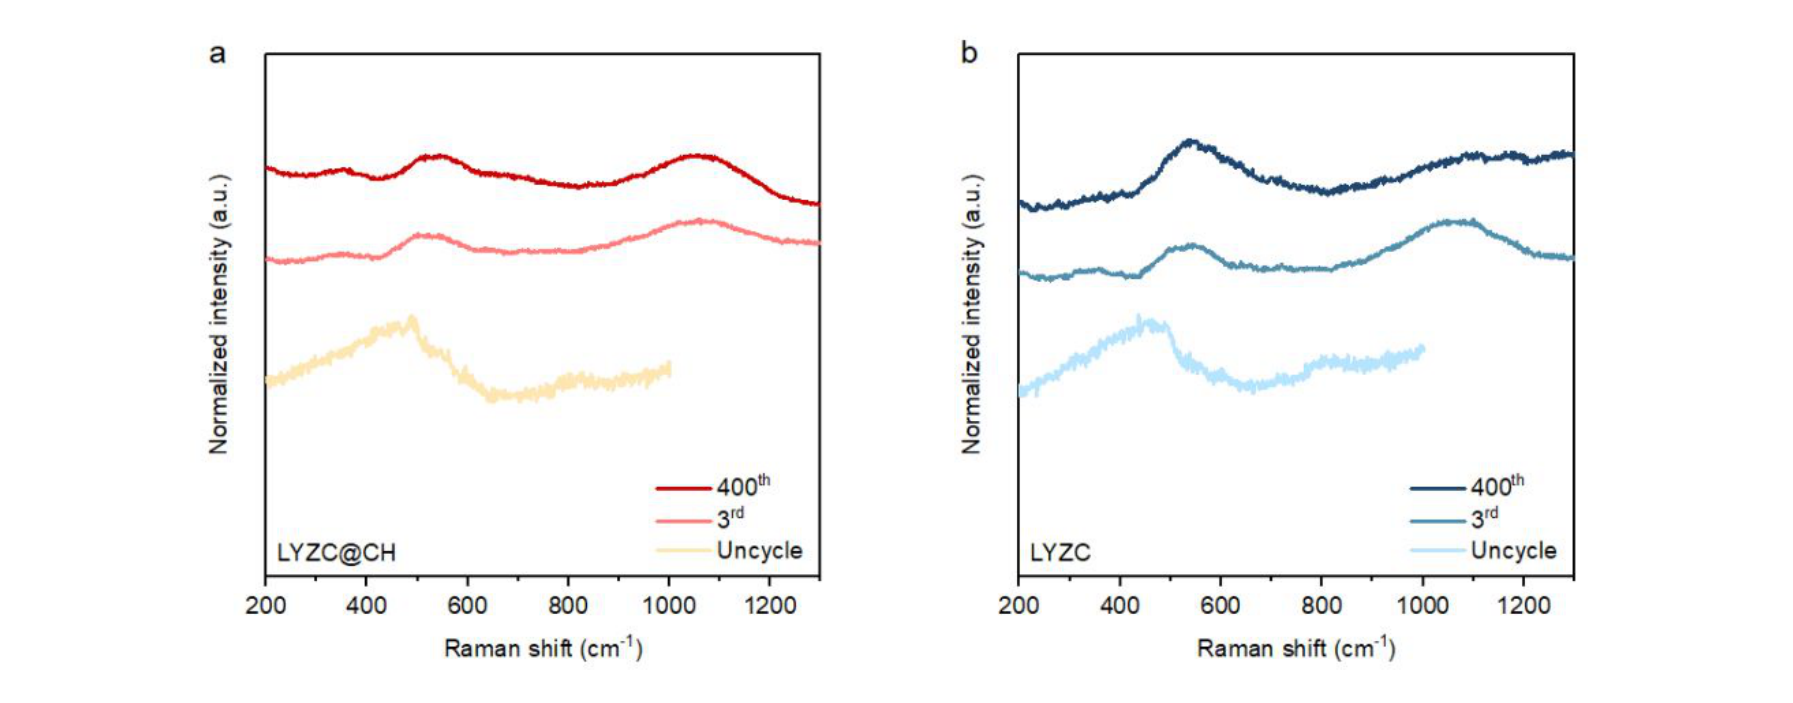 a
Normalized intensity (a.u.)
400th
3rd
Uncycle
LYZC@CH
200 400 600 800 1000 1200
Raman shift (cm-1)
b
Normalized intensity (a.u.)
400th
3rd
Uncycle
LYZC
200 400 600 800 1000 1200
Raman shift (cm-1)